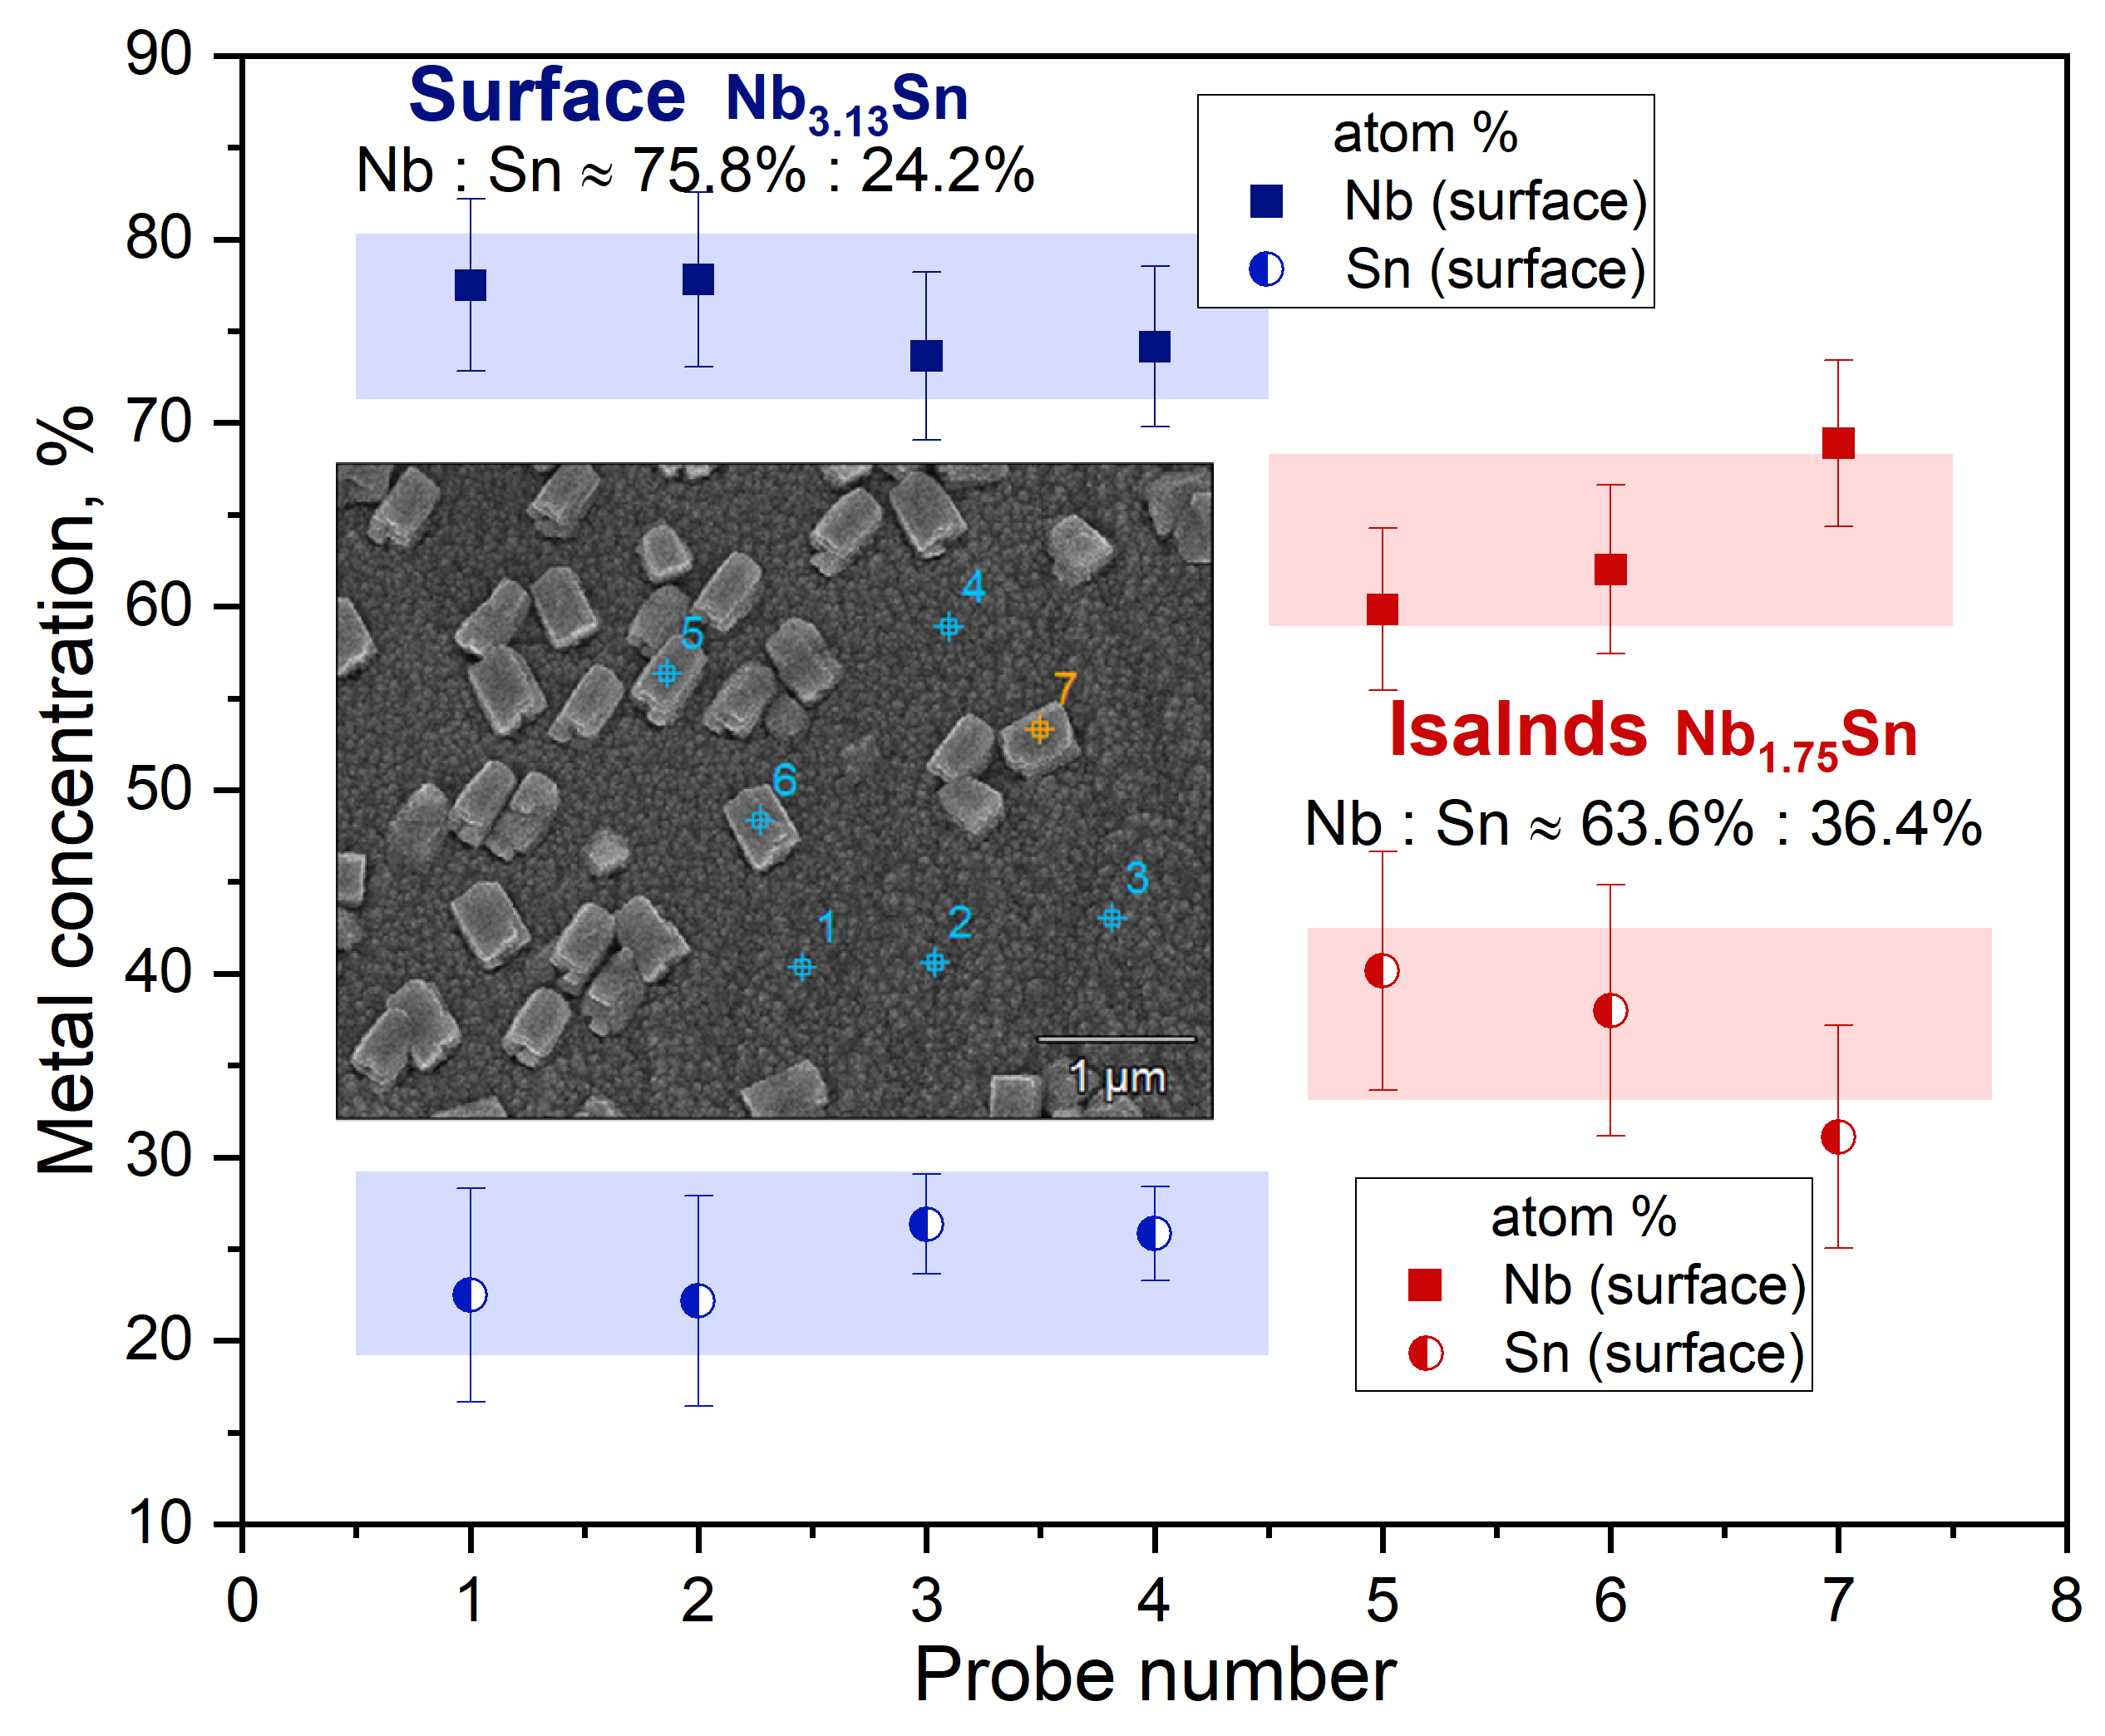 90
80
70
60
50
40
30
20
10
0 1 2 3 4 5 6 7 8
Metal concentration, %
Probe number
Surface Nb3.13Sn
Nb : Sn ≈ 75.8% : 24.2%
atom %
Nb (surface)
Sn (surface)
4
5
7
6
3
1
2
1 µm
Isalnds Nb1.75Sn
Nb : Sn ≈ 63.6% : 36.4%
atom %
Nb (surface)
Sn (surface)